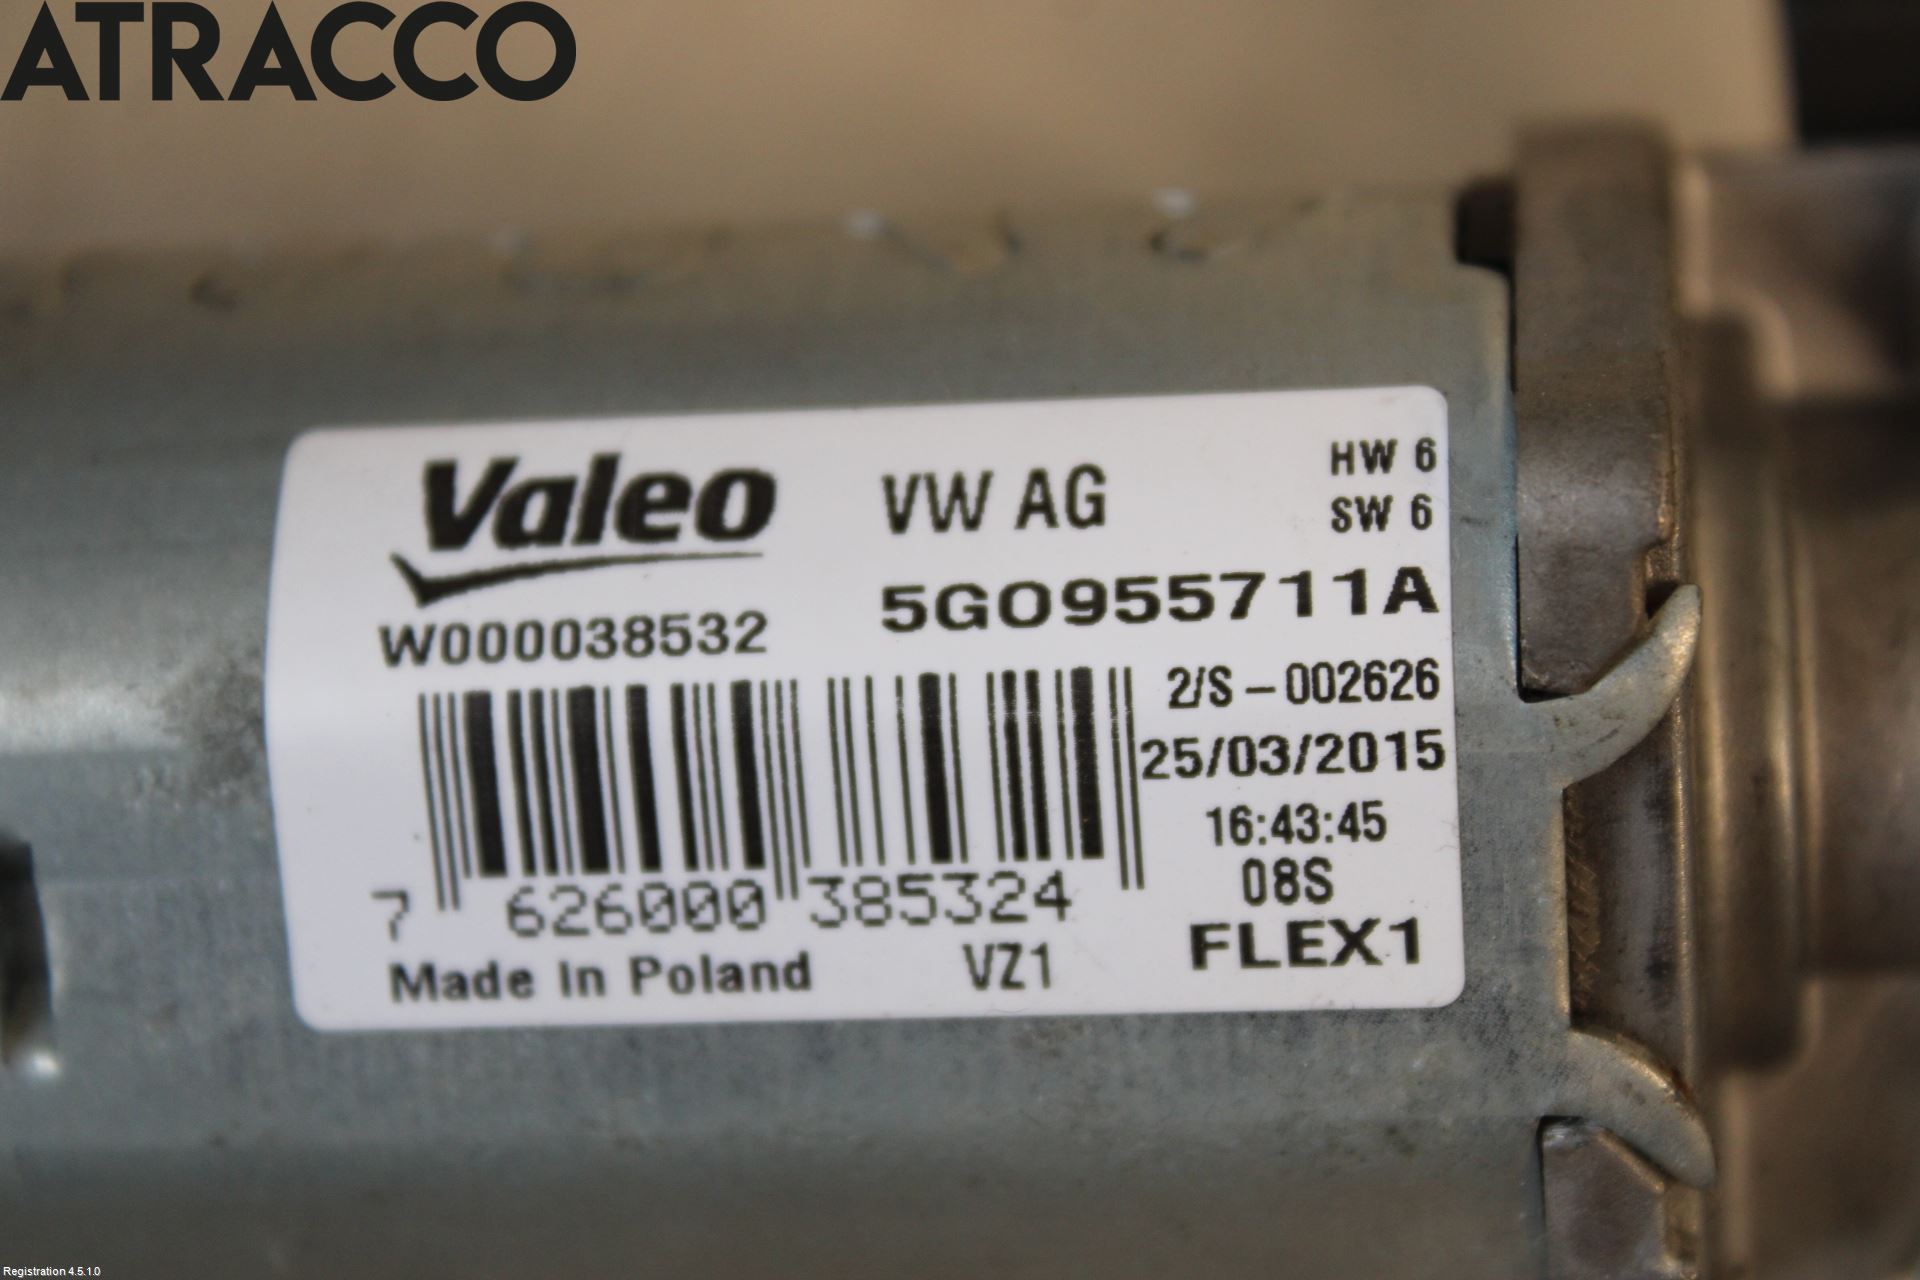 ATRACCO
Valeo VW AG HW 6
SW 6
W000038532 5G0955711A
2/S-002626
25/03/2015
16:43:45
7 626000 385324 08S
Made In Poland VZ1 FLEX1
Registration 4.5.1.0